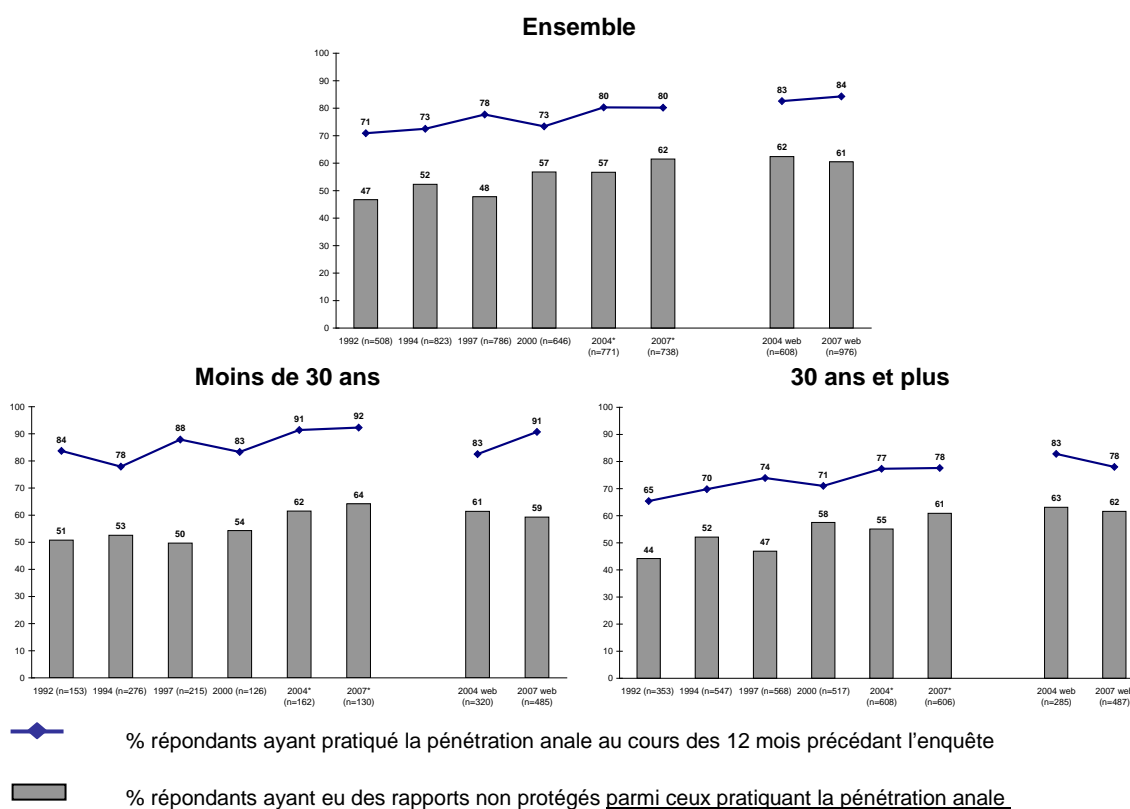 Ensemble
100
90
80
70
60
50
40
30
20
10
0
71 73 78 73 80 80 83 84
47 52 48 57 57 62 62 61
1992 (n=508) 1994 (n=823) 1997 (n=786) 2000 (n=646) 2004* 2007* 2004 web 2007 web
(n=771) (n=738) (n=608) (n=976)
Moins de 30 ans
100
90
80
70
60
50
40
30
20
10
0
84 78 88 83 91 92 83 91
51 53 50 54 62 64 61 59
1992 (n=153) 1994 (n=276) 1997 (n=215) 2000 (n=126) 2004* 2007* 2004 web 2007 web
(n=162) (n=130) (n=320) (n=485)
30 ans et plus
100
90
80
70
60
50
40
30
20
10
0
65 70 74 71 77 78 83 78
44 52 47 58 55 61 63 62
1992 (n=353) 1994 (n=547) 1997 (n=568) 2000 (n=517) 2004* 2007* 2004 web 2007 web
(n=608) (n=606) (n=285) (n=487)
% répondants ayant pratiqué la pénétration anale au cours des 12 mois précédant l'enquête
% répondants ayant eu des rapports non protégés parmi ceux pratiquant la pénétration anale